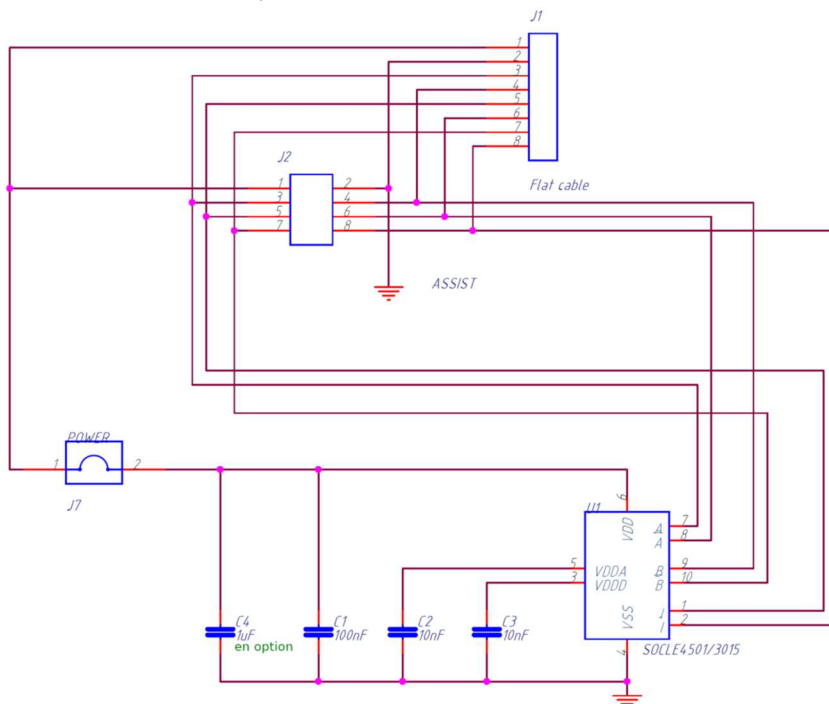 J1
1
2
3
4
5
6
7
8
J2
1 2
3 4
5 6
7 8
Flat cable
ASSIST
POWER
1 2
J7
6
U1
VDD
7
A
8
A
5
VDDA
9
B
3
VDDD
10
B
VSS
1
I
2
I
4
C4
1uF
en option
C1
100nF
C2
10nF
C3
10nF
SOCLE4501/3015